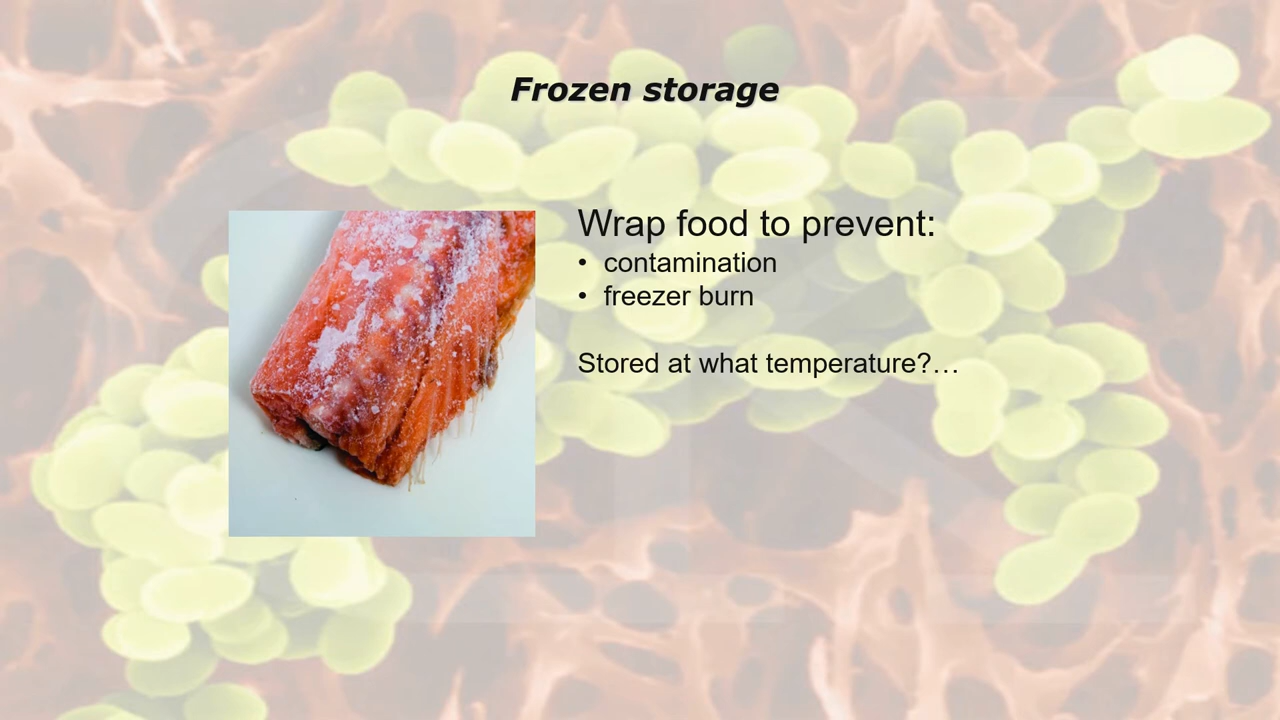 Frozen storage
Wrap food to prevent:
• contamination
• freezer burn
Stored at what temperature?…